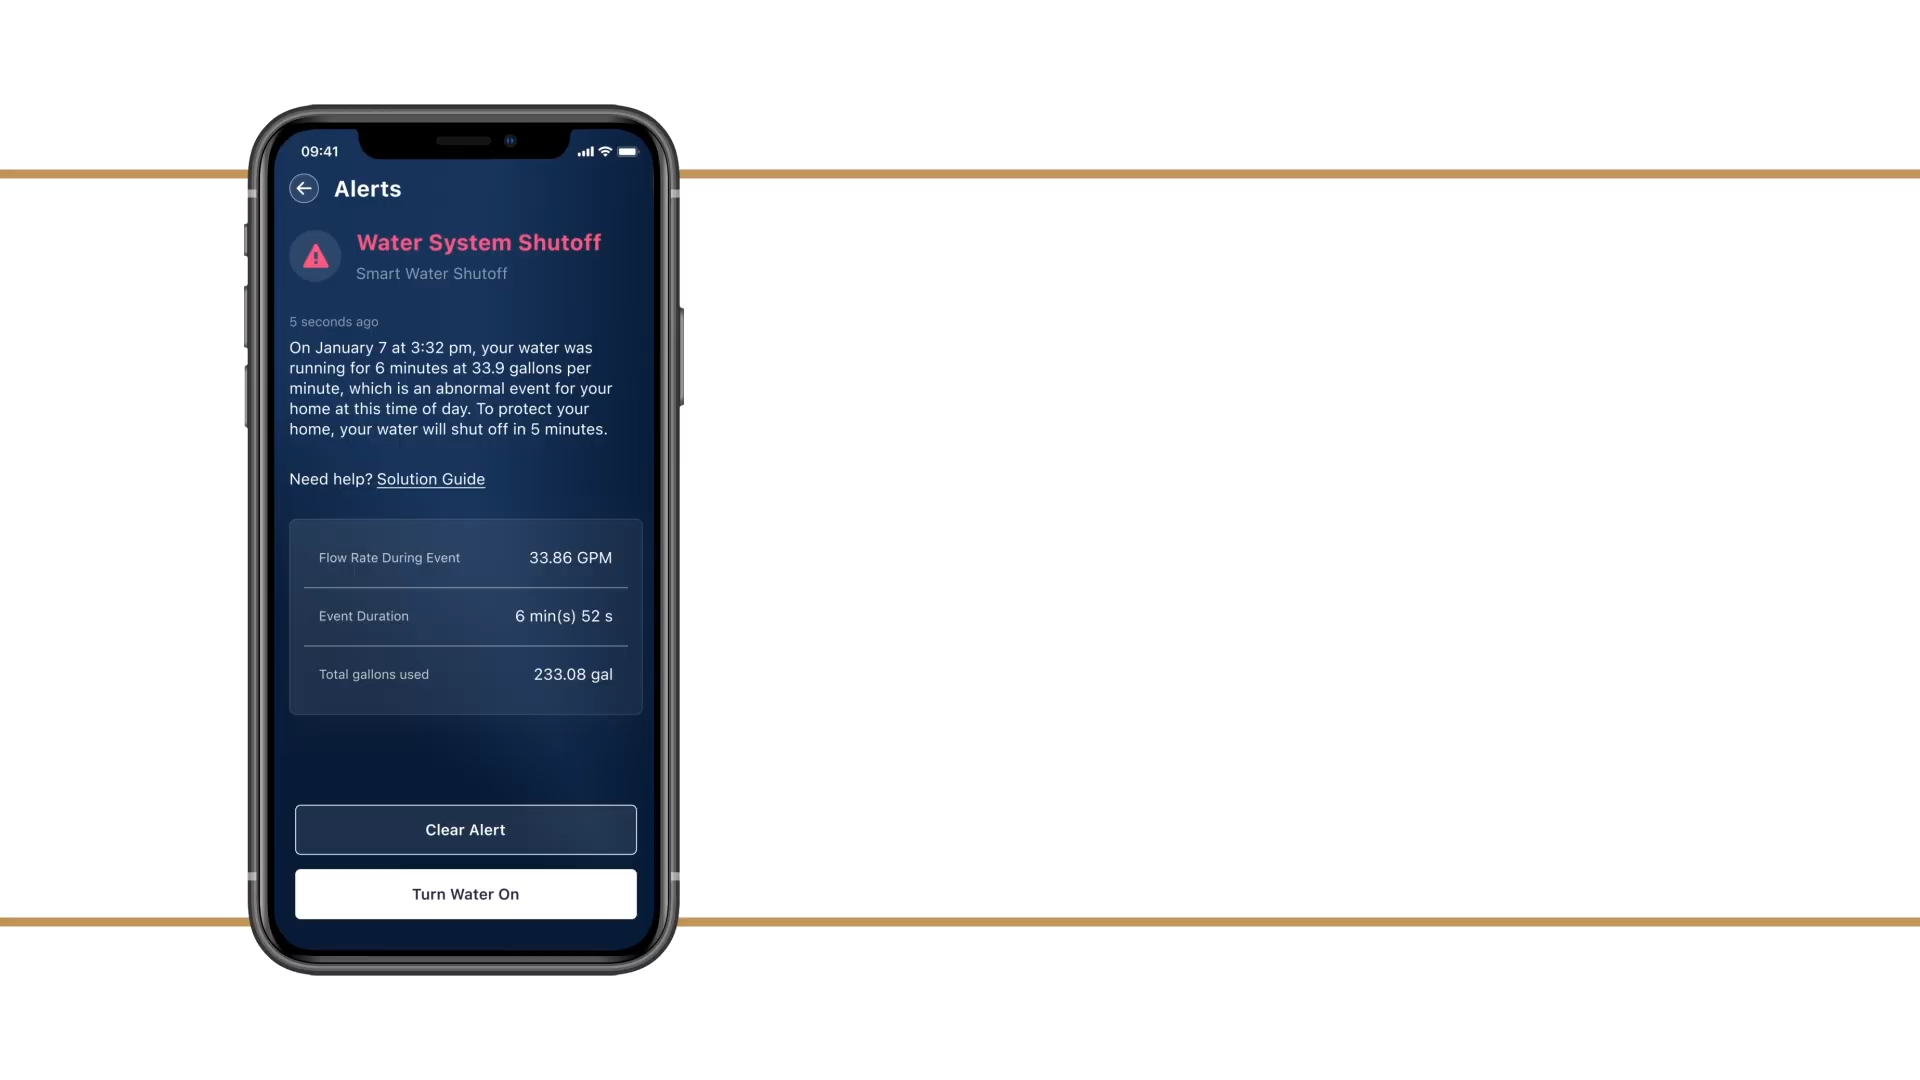 09:41
Alerts
Water System Shutoff
Smart Water Shutoff
5 seconds ago
On January 7 at 3:32 pm, your water was
running for 6 minutes at 33.9 gallons per
minute, which is an abnormal event for your
home at this time of day. To protect your
home, your water will shut off in 5 minutes.
Need help? Solution Guide
Flow Rate During Event 33.86 GPM
Event Duration 6 min(s) 52 s
Total gallons used 233.08 gal
Clear Alert
Turn Water On